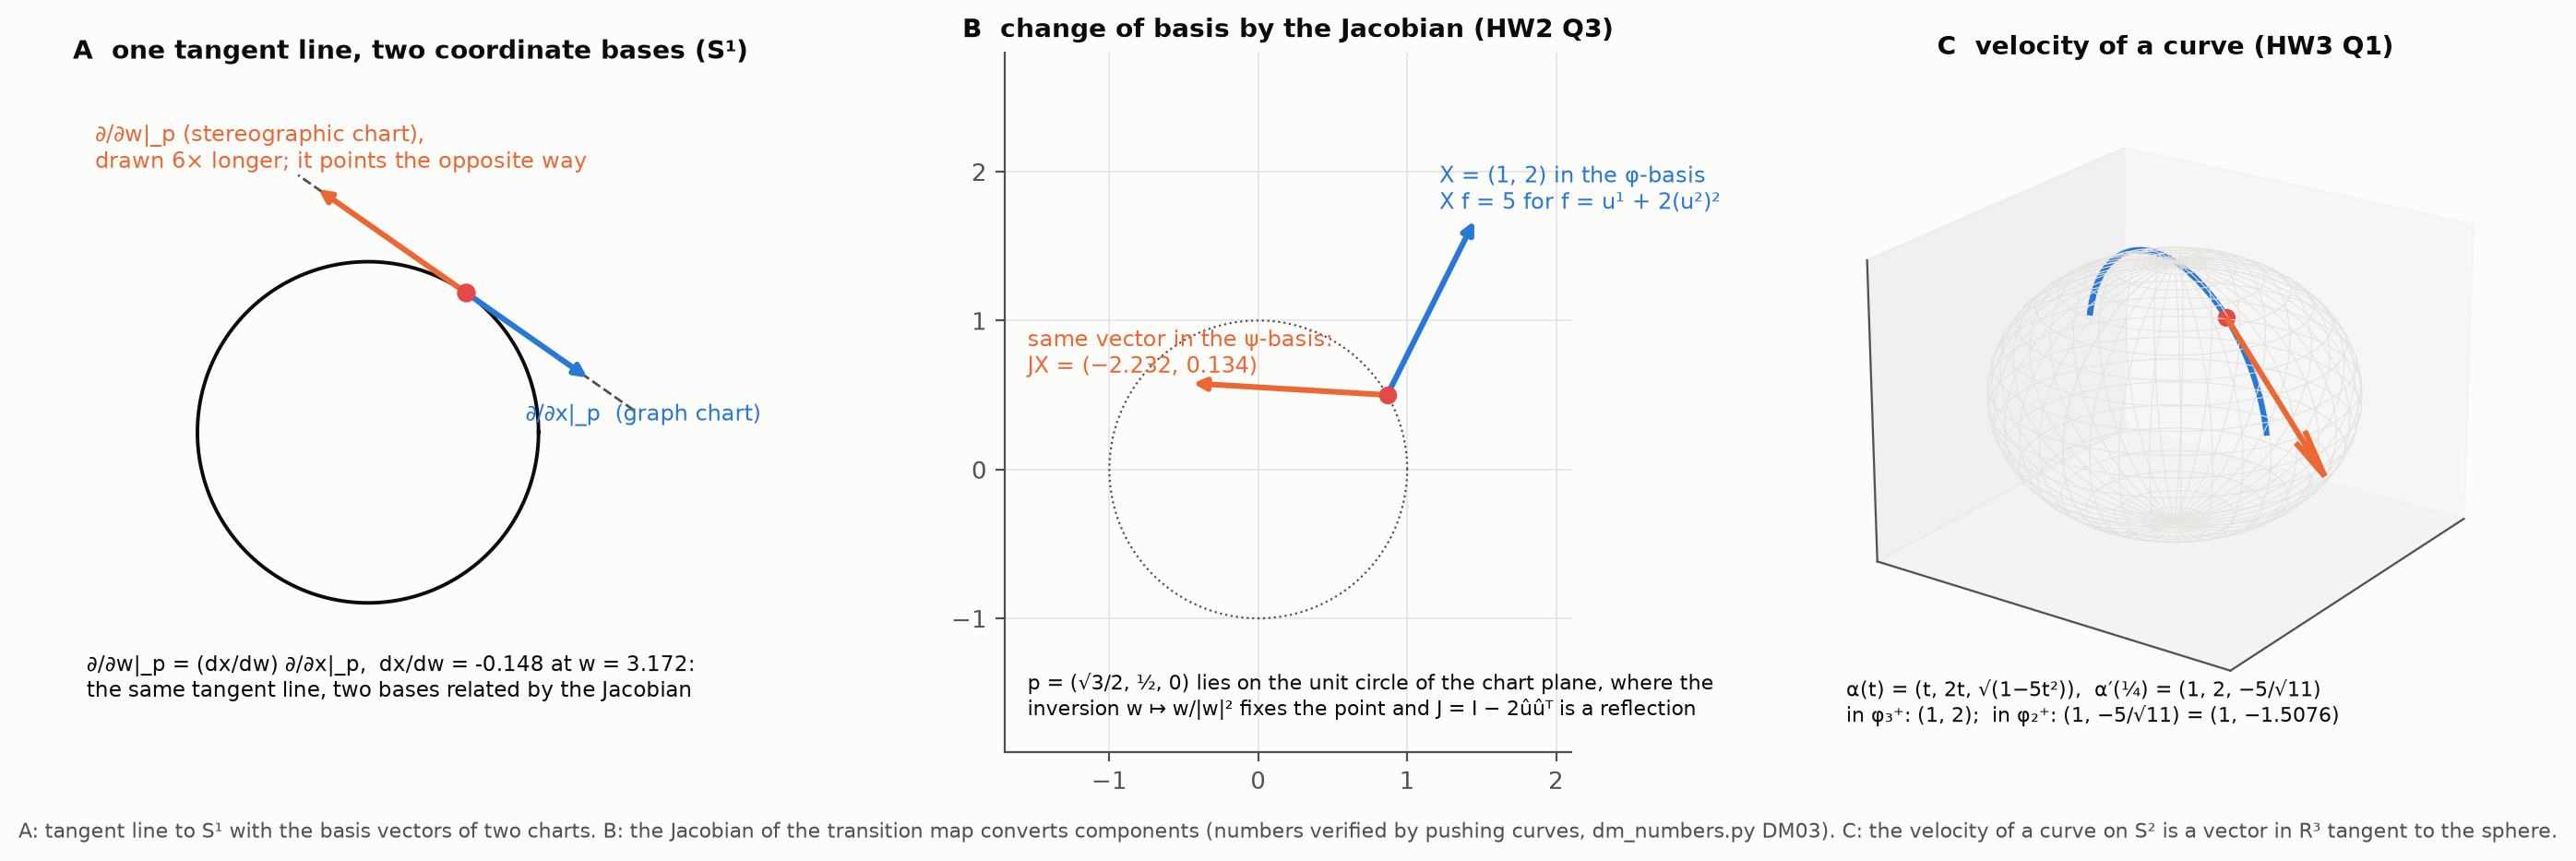 A  one tangent line, two coordinate bases (S¹)
∂/∂w|_p (stereographic chart),
drawn 6× longer; it points the opposite way
∂/∂x|_p  (graph chart)
∂/∂w|_p = (dx/dw) ∂/∂x|_p,  dx/dw = -0.148 at w = 3.172:
the same tangent line, two bases related by the Jacobian
B  change of basis by the Jacobian (HW2 Q3)
2
1
0
−1
−1
0
1
2
X = (1, 2) in the φ-basis
X f = 5 for f = u¹ + 2(u²)²
same vector in the ψ-basis:
JX = (−2.232, 0.134)
p = (√3/2, ½, 0) lies on the unit circle of the chart plane, where the
inversion w ↦ w/|w|² fixes the point and J = I − 2ûûᵀ is a reflection
C  velocity of a curve (HW3 Q1)
α(t) = (t, 2t, √(1−5t²)),  α′(¼) = (1, 2, −5/√11)
in φ₃⁺: (1, 2);  in φ₂⁺: (1, −5/√11) = (1, −1.5076)
A: tangent line to S¹ with the basis vectors of two charts. B: the Jacobian of the transition map converts components (numbers verified by pushing curves, dm_numbers.py DM03). C: the velocity of a curve on S² is a vector in R³ tangent to the sphere.